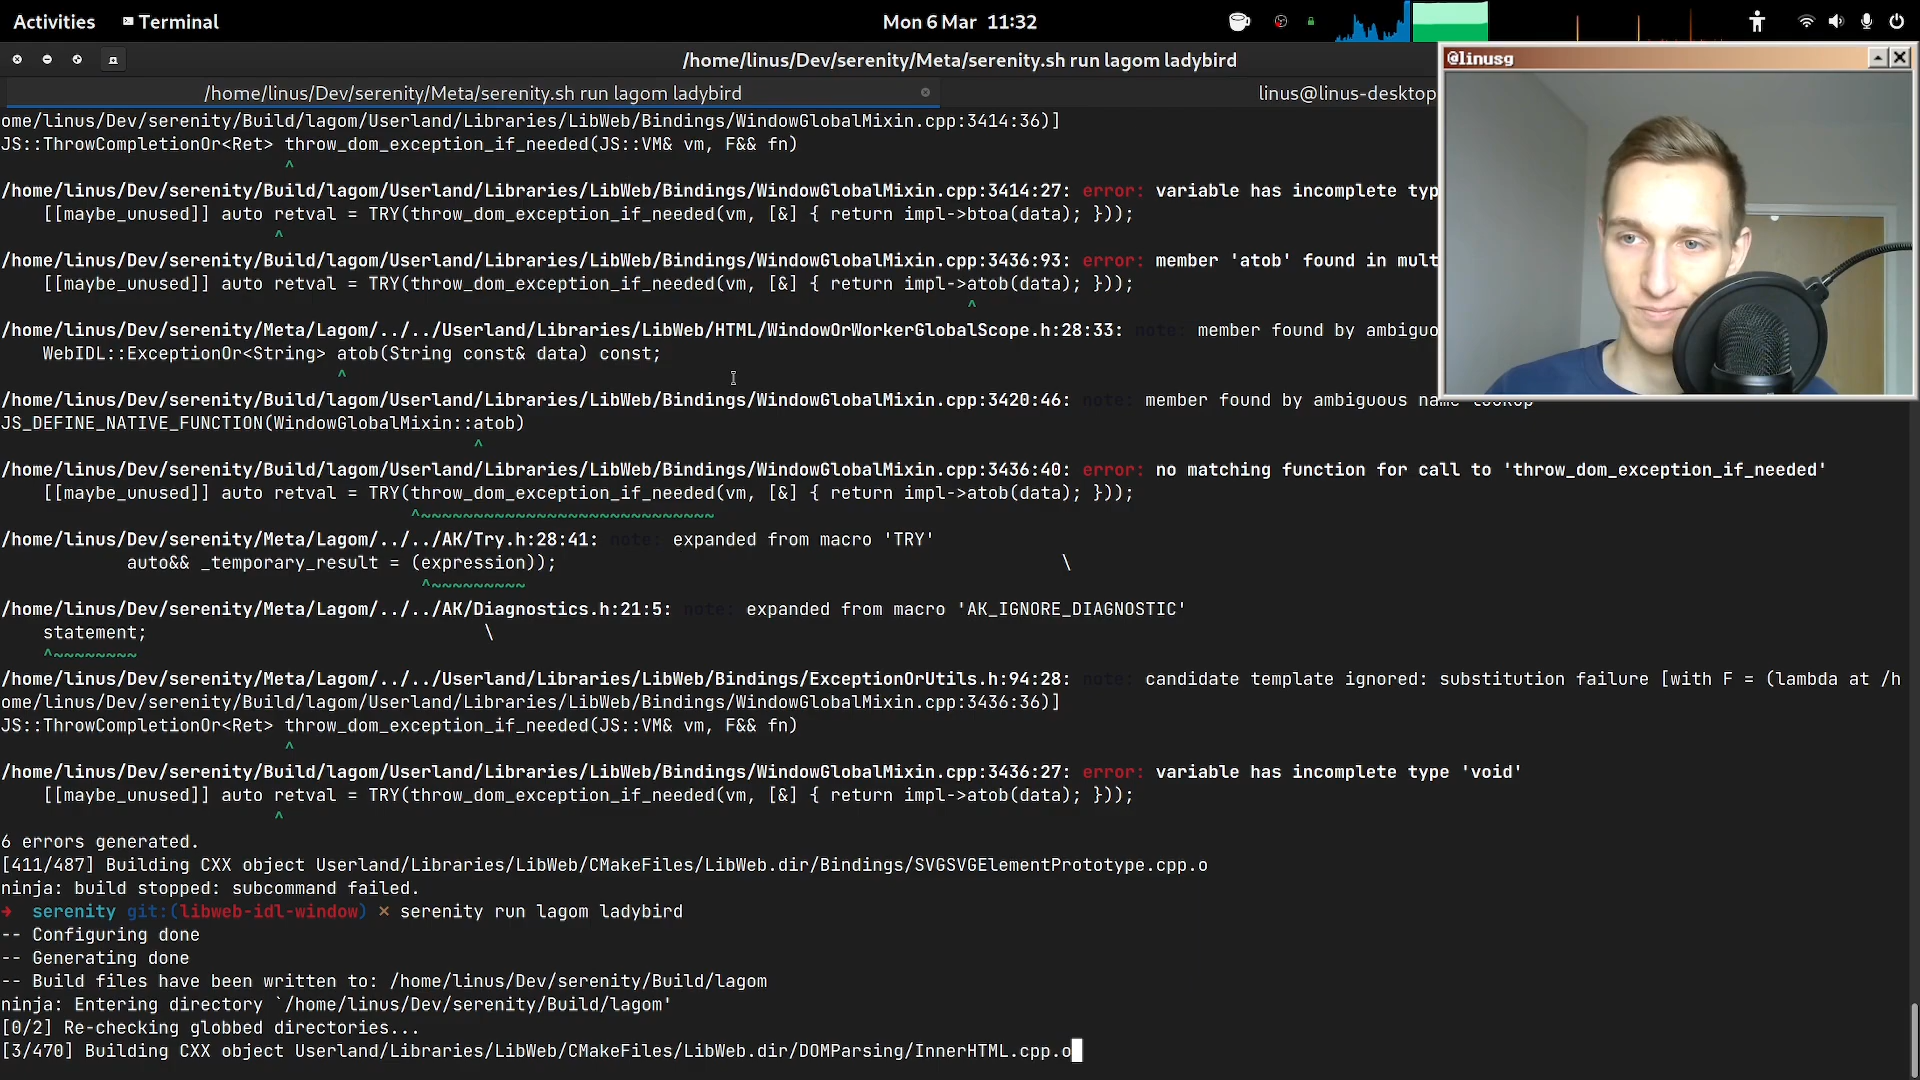 Activities
Terminal
Mon 6 Mar 11:32
/home/linus/Dev/serenity/Meta/serenity.sh run lagom ladybird
@linusg
/home/linus/Dev/serenity/Meta/serenity.sh run lagom ladybird
linus@linus-desktop
ome/linus/Dev/serenity/Build/lagom/Userland/Libraries/LibWeb/Bindings/WindowGlobalMixin.cpp:3414:36)]
JS::ThrowCompletionOr<Ret> throw_dom_exception_if_needed(JS::VM& vm, F&& fn)
^
/home/linus/Dev/serenity/Build/lagom/Userland/Libraries/LibWeb/Bindings/WindowGlobalMixin.cpp:3414:27: error: variable has incomplete typ
[[maybe_unused]] auto retval = TRY(throw_dom_exception_if_needed(vm, [&] { return impl->btoa(data); }));
^
/home/linus/Dev/serenity/Build/lagom/Userland/Libraries/LibWeb/Bindings/WindowGlobalMixin.cpp:3436:93: error: member 'atob' found in mult
[[maybe_unused]] auto retval = TRY(throw_dom_exception_if_needed(vm, [&] { return impl->atob(data); }));
^
/home/linus/Dev/serenity/Meta/Lagom/../../Userland/Libraries/LibWeb/HTML/WindowOrWorkerGlobalScope.h:28:33: note: member found by ambiguo
WebIDL::ExceptionOr<String> atob(String const& data) const;
^
/home/linus/Dev/serenity/Build/lagom/Userland/Libraries/LibWeb/Bindings/WindowGlobalMixin.cpp:3420:46: note: member found by ambiguous name lookup
JS_DEFINE_NATIVE_FUNCTION(WindowGlobalMixin::atob)
^
/home/linus/Dev/serenity/Build/lagom/Userland/Libraries/LibWeb/Bindings/WindowGlobalMixin.cpp:3436:40: error: no matching function for call to 'throw_dom_exception_if_needed'
[[maybe_unused]] auto retval = TRY(throw_dom_exception_if_needed(vm, [&] { return impl->atob(data); }));
^~~~~~~~~~~~~~~~~~~~~~~~~~~~~
/home/linus/Dev/serenity/Meta/Lagom/../../AK/Try.h:28:41: note: expanded from macro 'TRY'
auto&& _temporary_result = (expression)); \
^~~~~~~~~~
/home/linus/Dev/serenity/Meta/Lagom/../../AK/Diagnostics.h:21:5: note: expanded from macro 'AK_IGNORE_DIAGNOSTIC'
statement; \
^~~~~~~~~
/home/linus/Dev/serenity/Meta/Lagom/../../Userland/Libraries/LibWeb/Bindings/ExceptionOrUtils.h:94:28: note: candidate template ignored: substitution failure [with F = (lambda at /h
ome/linus/Dev/serenity/Build/lagom/Userland/Libraries/LibWeb/Bindings/WindowGlobalMixin.cpp:3436:36)]
JS::ThrowCompletionOr<Ret> throw_dom_exception_if_needed(JS::VM& vm, F&& fn)
^
/home/linus/Dev/serenity/Build/lagom/Userland/Libraries/LibWeb/Bindings/WindowGlobalMixin.cpp:3436:27: error: variable has incomplete type 'void'
[[maybe_unused]] auto retval = TRY(throw_dom_exception_if_needed(vm, [&] { return impl->atob(data); }));
^
6 errors generated.
[411/487] Building CXX object Userland/Libraries/LibWeb/CMakeFiles/LibWeb.dir/Bindings/SVGSVGElementPrototype.cpp.o
ninja: build stopped: subcommand failed.
➜ serenity git:(libweb-idl-window) ✕ serenity run lagom ladybird
-- Configuring done
-- Generating done
-- Build files have been written to: /home/linus/Dev/serenity/Build/lagom
ninja: Entering directory `/home/linus/Dev/serenity/Build/lagom'
[0/2] Re-checking globbed directories...
[3/470] Building CXX object Userland/Libraries/LibWeb/CMakeFiles/LibWeb.dir/DOMParsing/InnerHTML.cpp.o